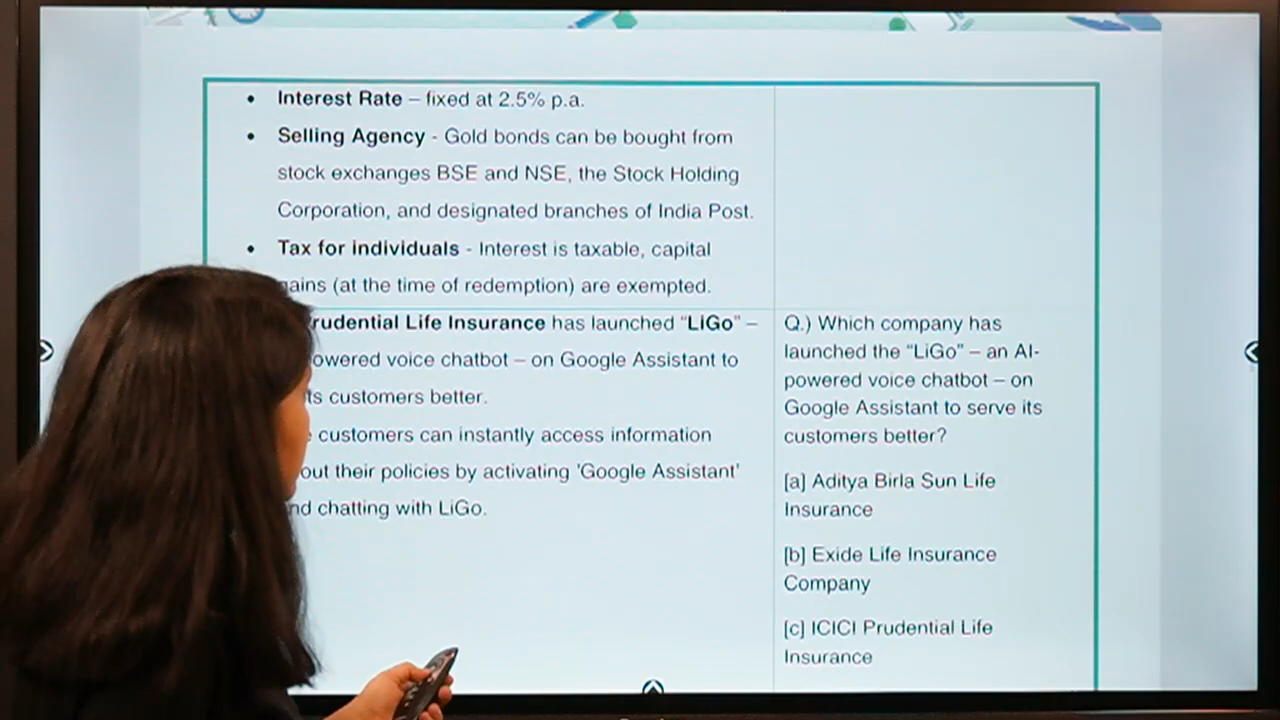 • Interest Rate – fixed at 2.5% p.a.
• Selling Agency - Gold bonds can be bought from
stock exchanges BSE and NSE, the Stock Holding
Corporation, and designated branches of India Post.
• Tax for individuals - Interest is taxable, capital
gains (at the time of redemption) are exempted.
rudential Life Insurance has launched “LiGo” –
owered voice chatbot – on Google Assistant to
ts customers better.
customers can instantly access information
out their policies by activating 'Google Assistant'
nd chatting with LiGo.
Q.) Which company has
launched the “LiGo” – an AI-
powered voice chatbot – on
Google Assistant to serve its
customers better?
[a] Aditya Birla Sun Life
Insurance
[b] Exide Life Insurance
Company
[c] ICICI Prudential Life
Insurance